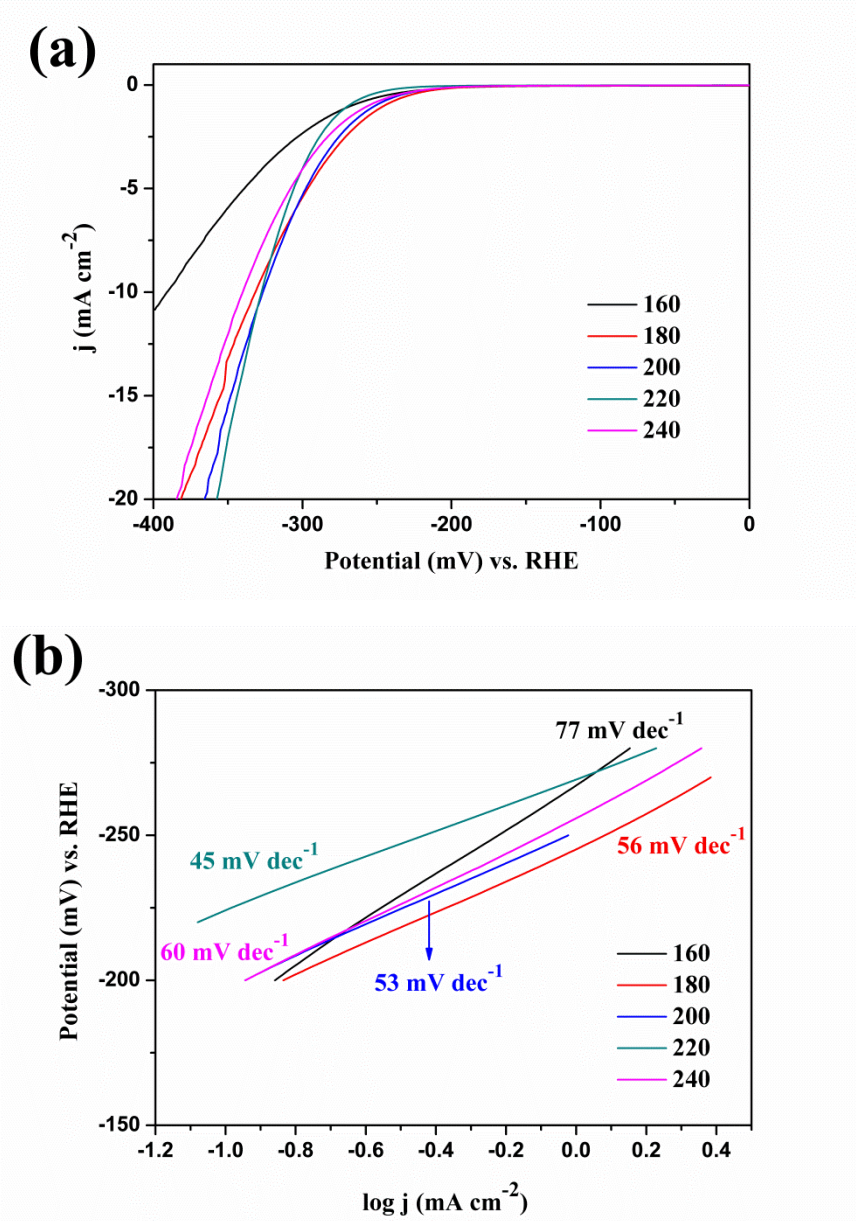 (a)
0
-5
-10
-15
-20
j (mA cm⁻²)
160
180
200
220
240
-400 -300 -200 -100 0
Potential (mV) vs. RHE
(b)
-300
-250
-200
-150
Potential (mV) vs. RHE
77 mV dec⁻¹
45 mV dec⁻¹
56 mV dec⁻¹
60 mV dec⁻¹
53 mV dec⁻¹
160
180
200
220
240
-1.2 -1.0 -0.8 -0.6 -0.4 -0.2 0.0 0.2 0.4
log j (mA cm⁻²)